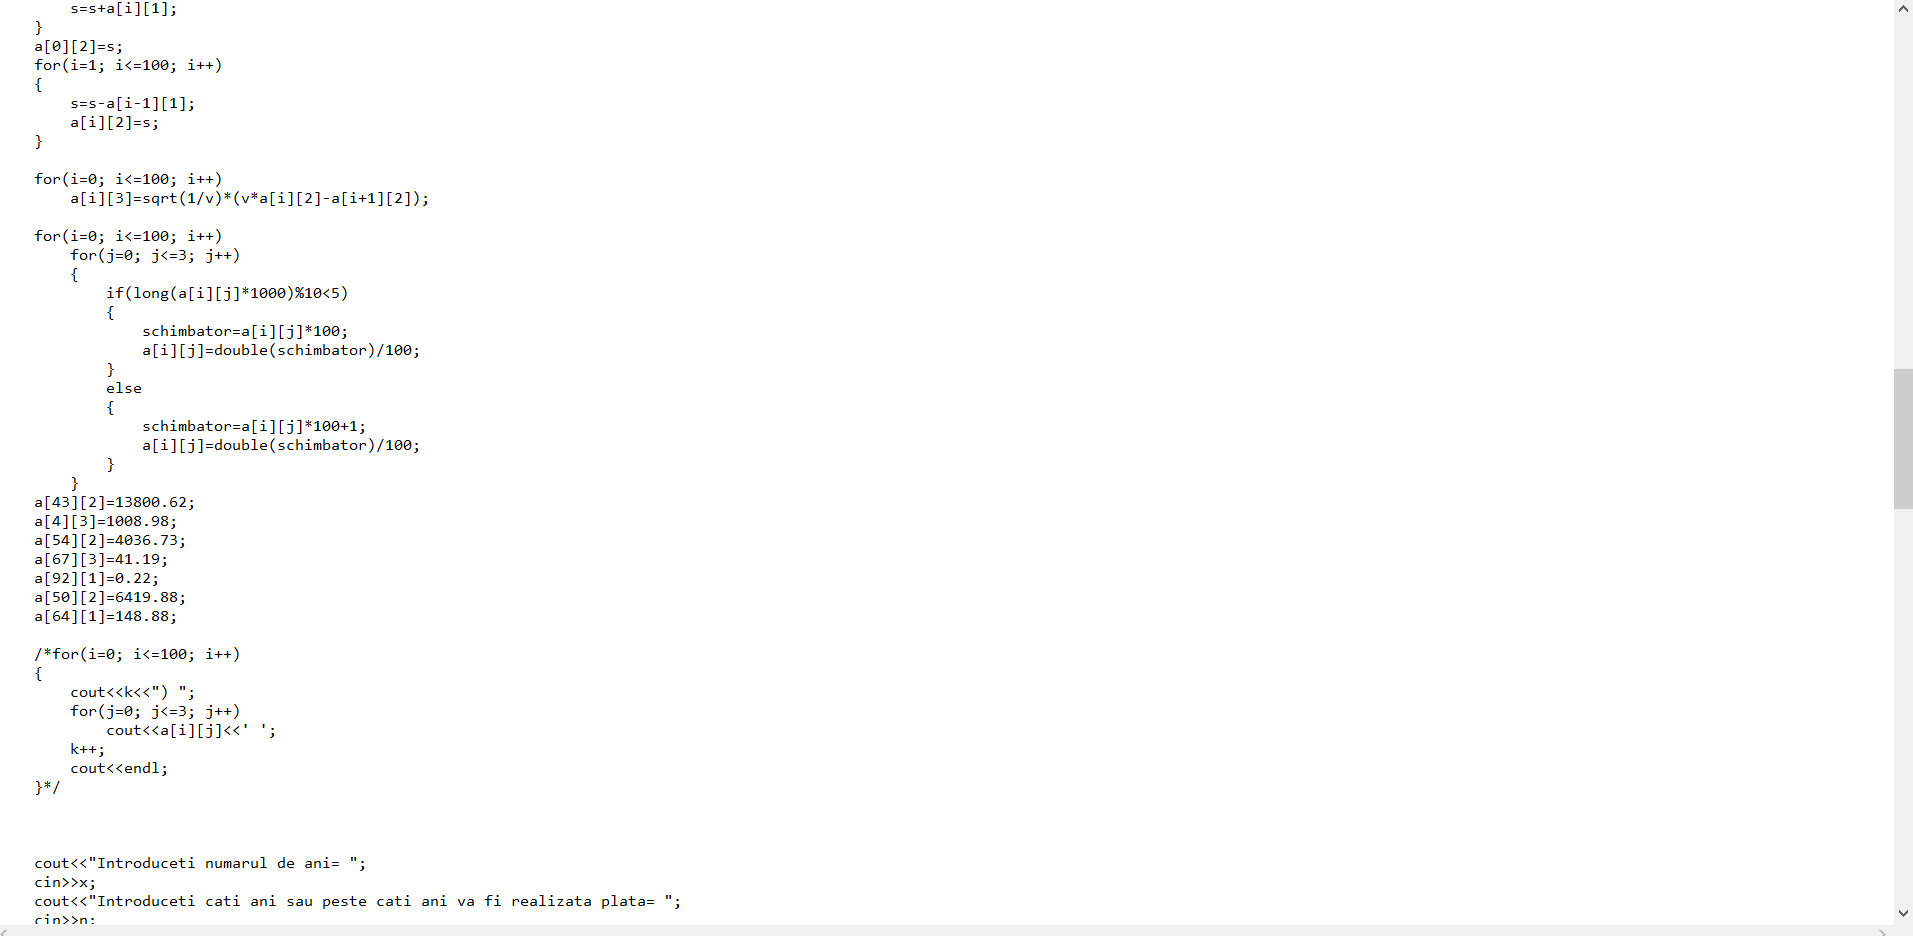 s=s+a[i][1];
}
a[0][2]=s;
for(i=1; i<=100; i++)
{
    s=s-a[i-1][1];
    a[i][2]=s;
}

for(i=0; i<=100; i++)
    a[i][3]=sqrt(1/v)*(v*a[i][2]-a[i+1][2]);

for(i=0; i<=100; i++)
    for(j=0; j<=3; j++)
    {
        if(long(a[i][j]*1000)%10<5)
        {
            schimbator=a[i][j]*100;
            a[i][j]=double(schimbator)/100;
        }
        else
        {
            schimbator=a[i][j]*100+1;
            a[i][j]=double(schimbator)/100;
        }
    }
a[43][2]=13800.62;
a[4][3]=1008.98;
a[54][2]=4036.73;
a[67][3]=41.19;
a[92][1]=0.22;
a[50][2]=6419.88;
a[64][1]=148.88;

/*for(i=0; i<=100; i++)
{
    cout<<k<<") ";
    for(j=0; j<=3; j++)
        cout<<a[i][j]<<' ';
    k++;
    cout<<endl;
}*/

cout<<"Introduceti numarul de ani= ";
cin>>x;
cout<<"Introduceti cati ani sau peste cati ani va fi realizata plata= ";
cin>>n;